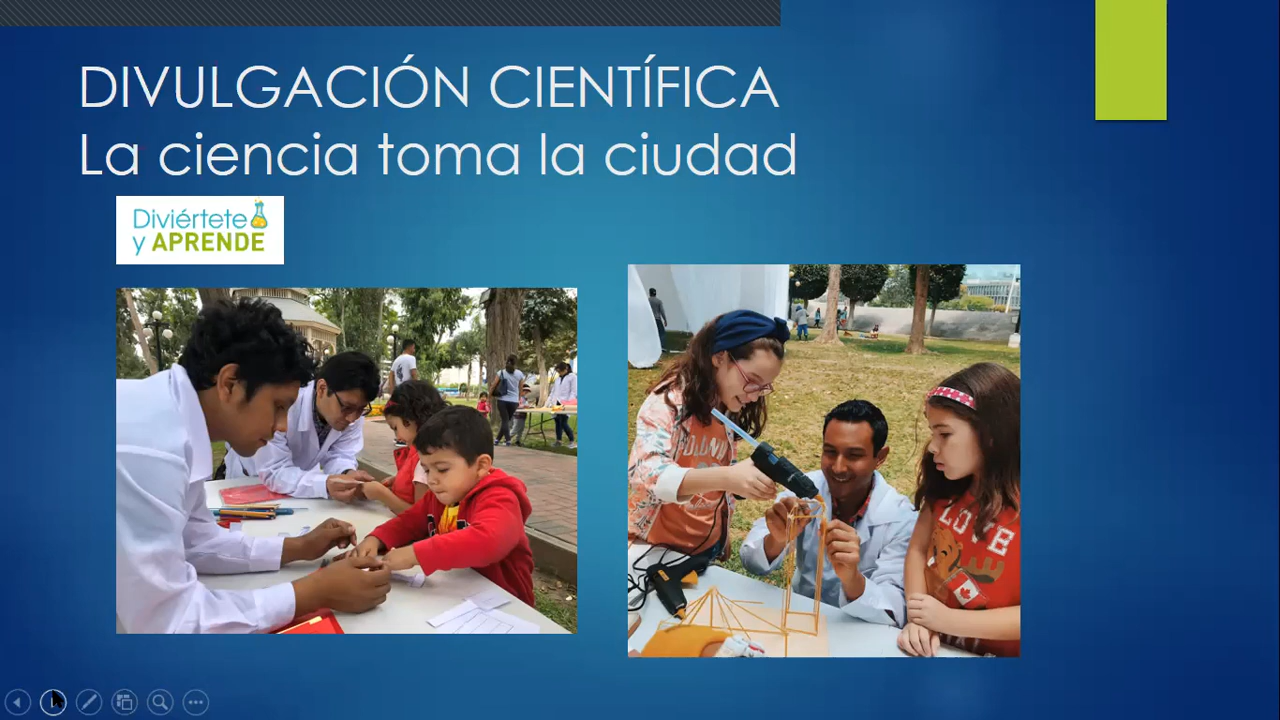 DIVULGACIÓN CIENTÍFICA
La ciencia toma la ciudad
Diviértete
y APRENDE
LOVE